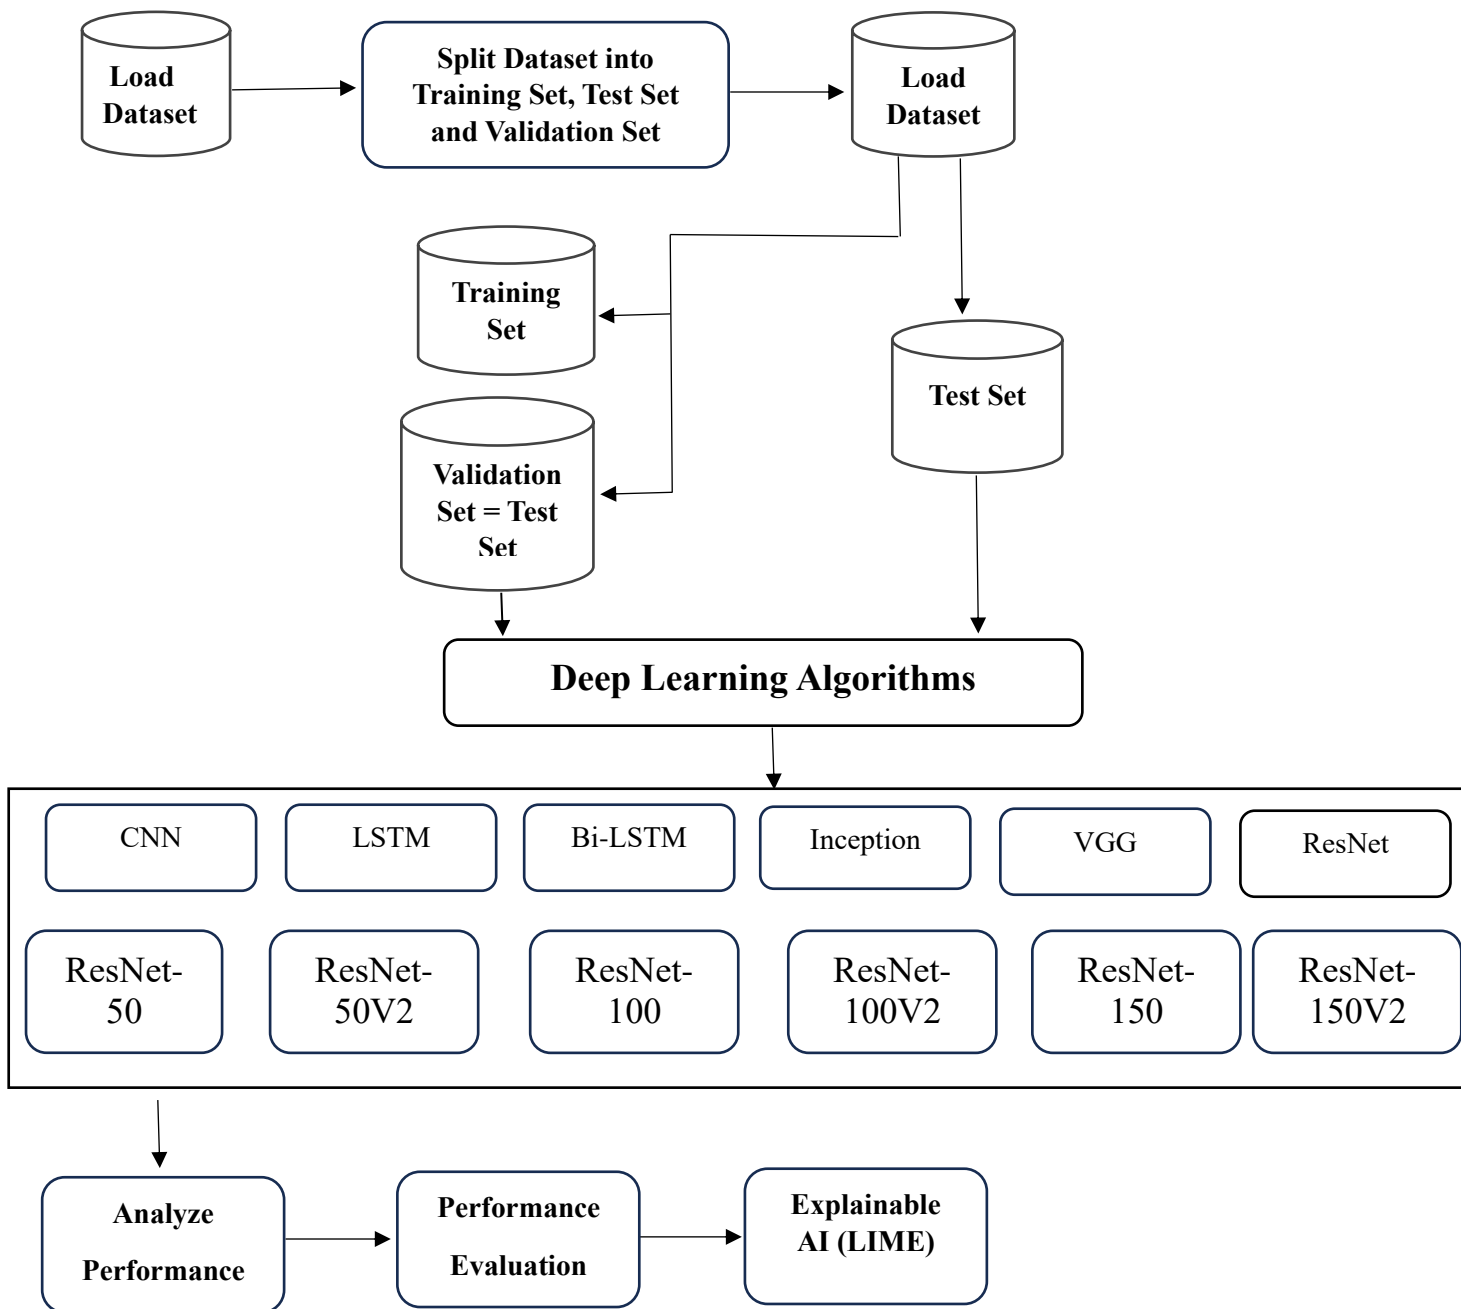 Load
Dataset
Split Dataset into
Training Set, Test Set
and Validation Set
Load
Dataset
Training
Set
Test Set
Validation
Set = Test
Set
Deep Learning Algorithms
CNN
LSTM
Bi-LSTM
Inception
VGG
ResNet
ResNet-
50
ResNet-
50V2
ResNet-
100
ResNet-
100V2
ResNet-
150
ResNet-
150V2
Analyze
Performance
Performance
Evaluation
Explainable
AI (LIME)